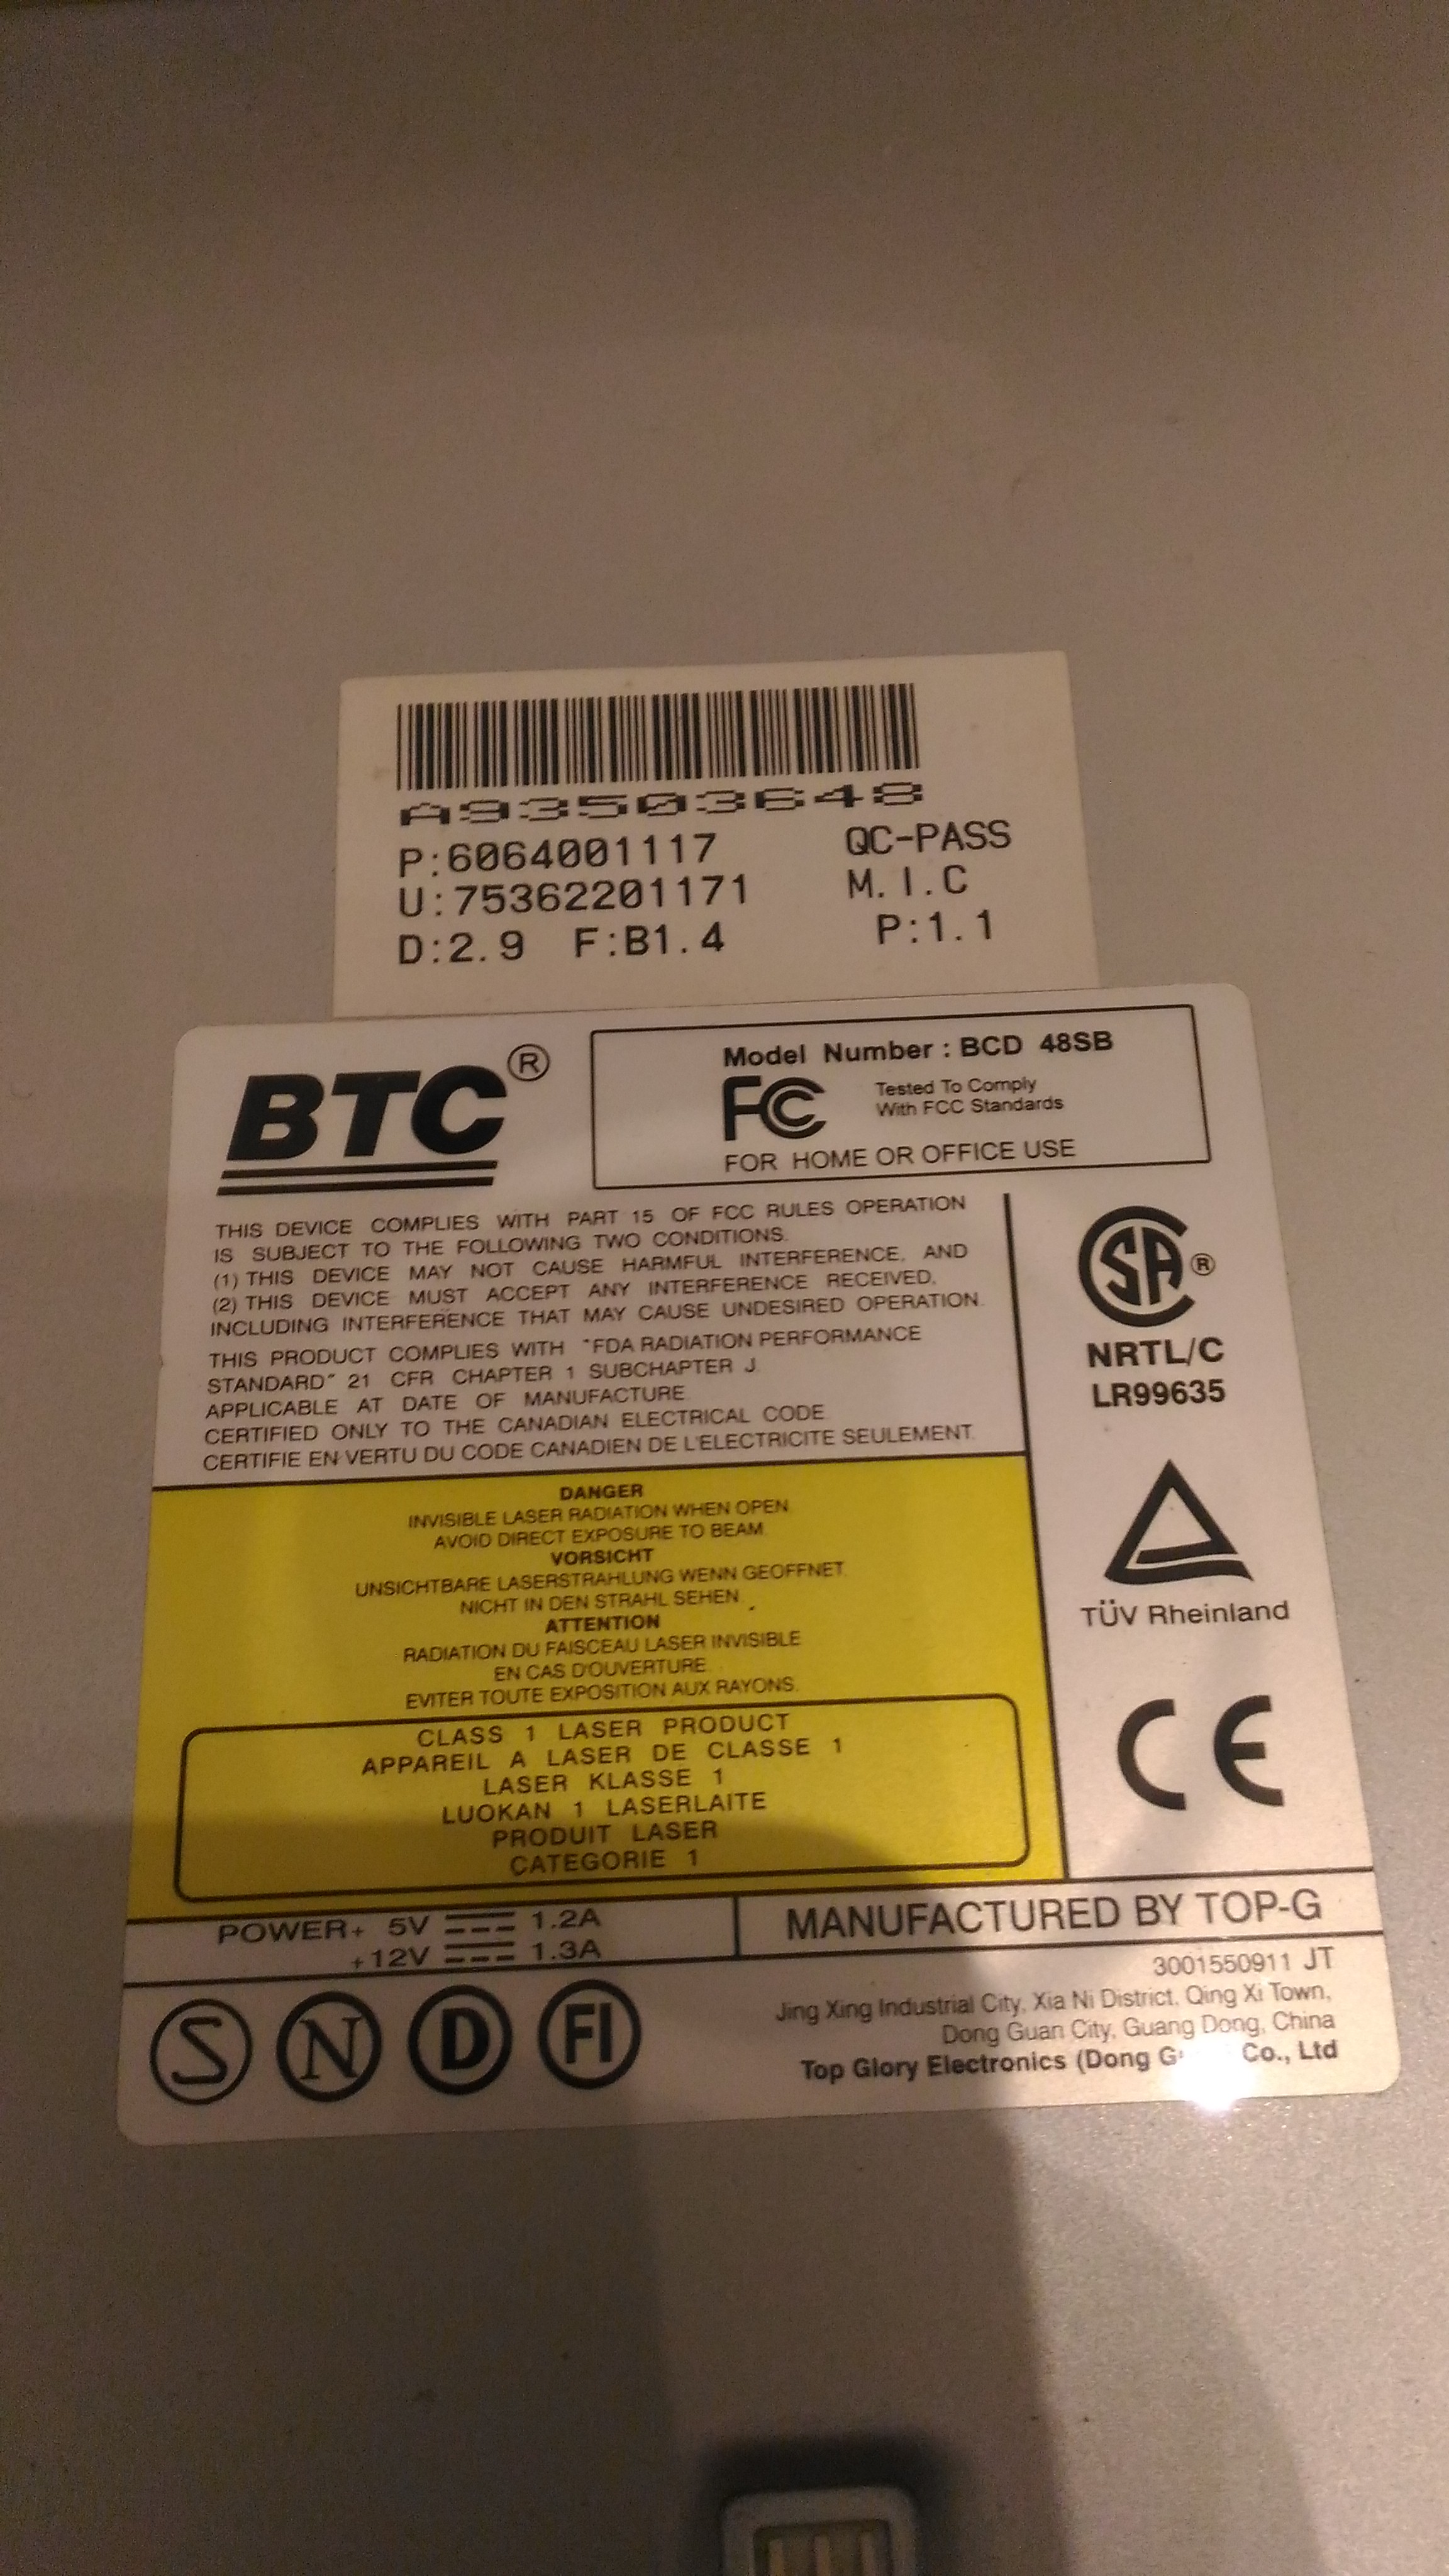 A93503648
P:6064001117 QC-PASS
U:75362201171 M.I.C
D:2.9 F:B1.4 P:1.1
BTC®
Model Number : BCD 48SB
FC Tested To Comply
With FCC Standards
FOR HOME OR OFFICE USE
THIS DEVICE COMPLIES WITH PART 15 OF FCC RULES OPERATION
IS SUBJECT TO THE FOLLOWING TWO CONDITIONS.
(1) THIS DEVICE MAY NOT CAUSE HARMFUL INTERFERENCE, AND
(2) THIS DEVICE MUST ACCEPT ANY INTERFERENCE RECEIVED,
INCLUDING INTERFERENCE THAT MAY CAUSE UNDESIRED OPERATION.
THIS PRODUCT COMPLIES WITH "FDA RADIATION PERFORMANCE
STANDARD" 21 CFR CHAPTER 1 SUBCHAPTER J
APPLICABLE AT DATE OF MANUFACTURE
CERTIFIED ONLY TO THE CANADIAN ELECTRICAL CODE
CERTIFIE EN VERTU DU CODE CANADIEN DE L'ELECTRICITE SEULEMENT.
SA®
NRTL/C
LR99635
TÜV Rheinland
CE
DANGER
INVISIBLE LASER RADIATION WHEN OPEN
AVOID DIRECT EXPOSURE TO BEAM
VORSICHT
UNSICHTBARE LASERSTRAHLUNG WENN GEOFFNET
NICHT IN DEN STRAHL SEHEN
ATTENTION
RADIATION DU FAISCEAU LASER INVISIBLE
EN CAS D'OUVERTURE
EVITER TOUTE EXPOSITION AUX RAYONS.
CLASS 1 LASER PRODUCT
APPAREIL A LASER DE CLASSE 1
LASER KLASSE 1
LUOKAN 1 LASERLAITE
PRODUIT LASER
CATEGORIE 1
POWER+ 5V 1.2A
+12V 1.3A
MANUFACTURED BY TOP-G
3001550911 JT
Jing Xing Industrial City, Xia Ni District, Qing Xi Town,
Dong Guan City, Guang Dong, China
Top Glory Electronics (Dong Co., Ltd
S N D FI